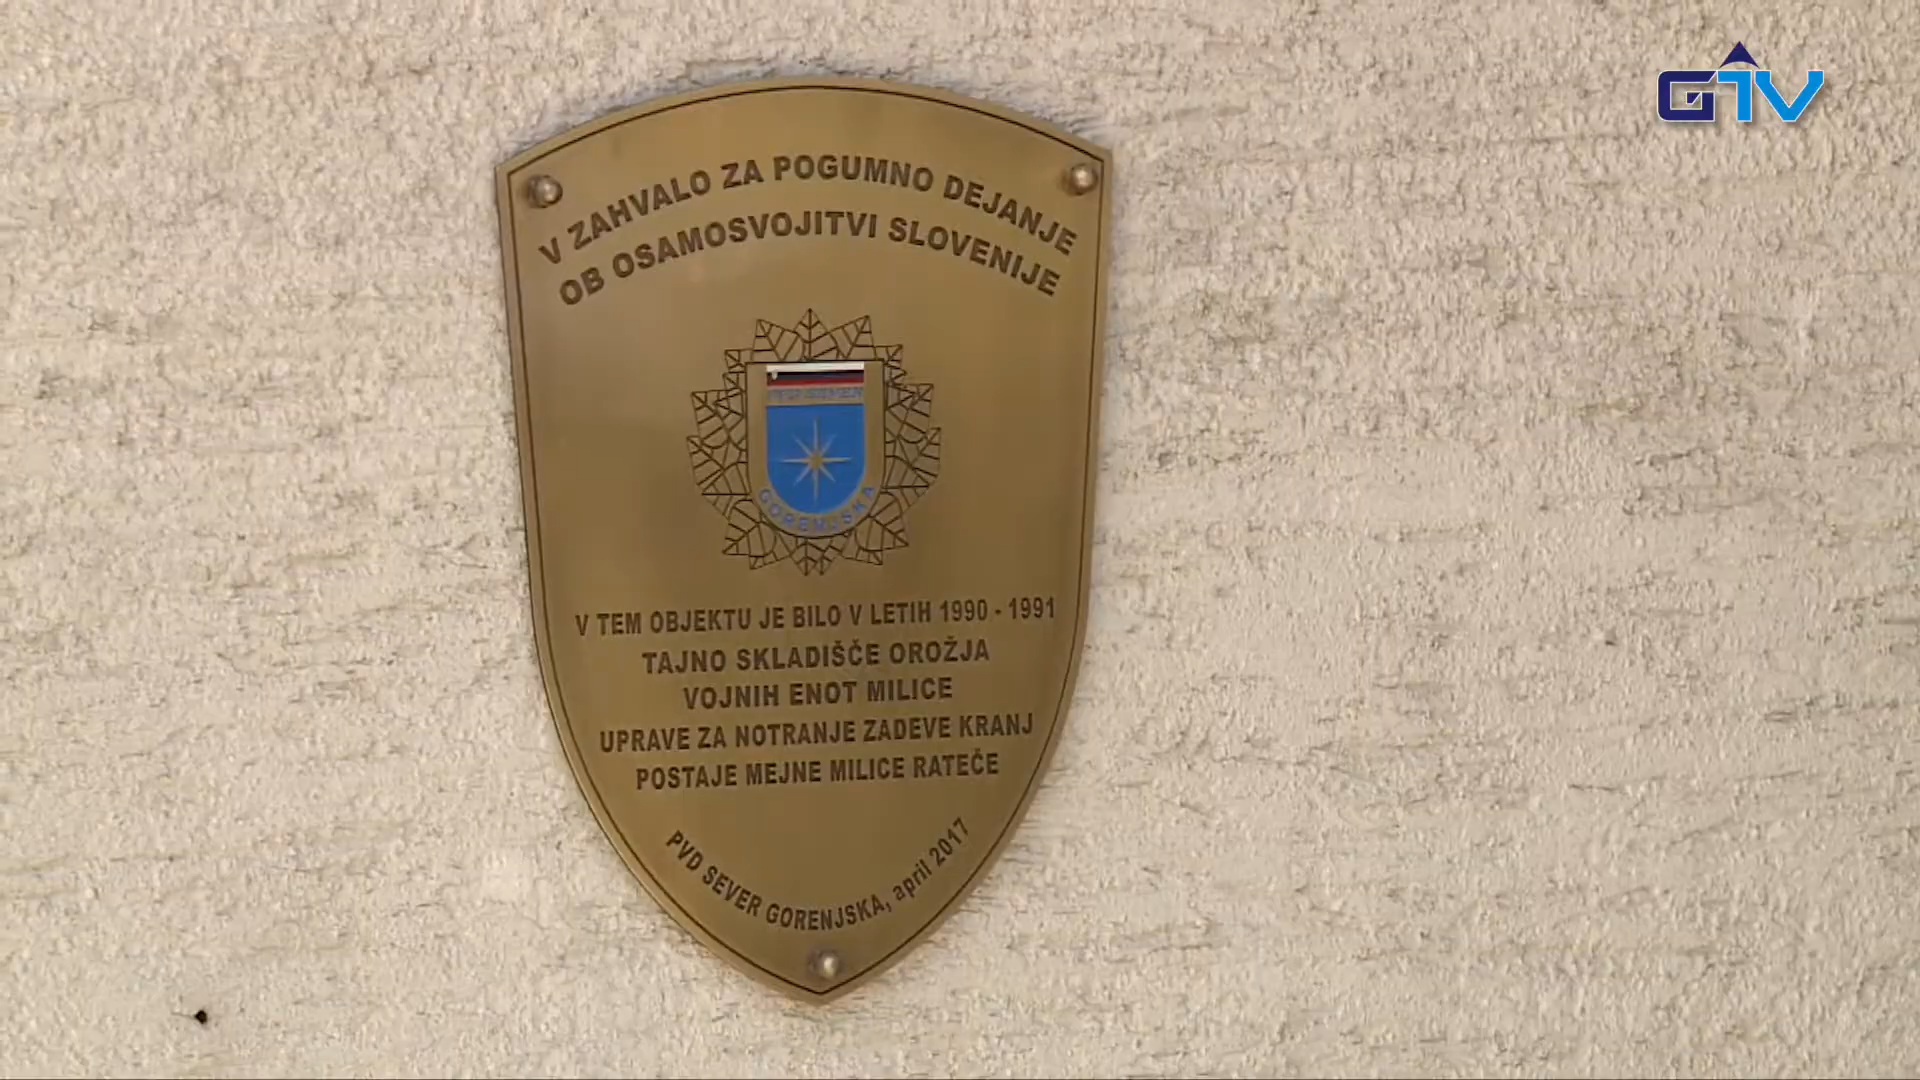 GTV
V ZAHVALO ZA POGUMNO DEJANJE
OB OSAMOSVOJITVI SLOVENIJE
GORENJSKA
V TEM OBJEKTU JE BILO V LETIH 1990 - 1991
TAJNO SKLADIŠČE OROŽJA
VOJNIH ENOT MILICE
UPRAVE ZA NOTRANJE ZADEVE KRANJ
POSTAJE MEJNE MILICE RATEČE
PVD SEVER GORENJSKA, april 2017